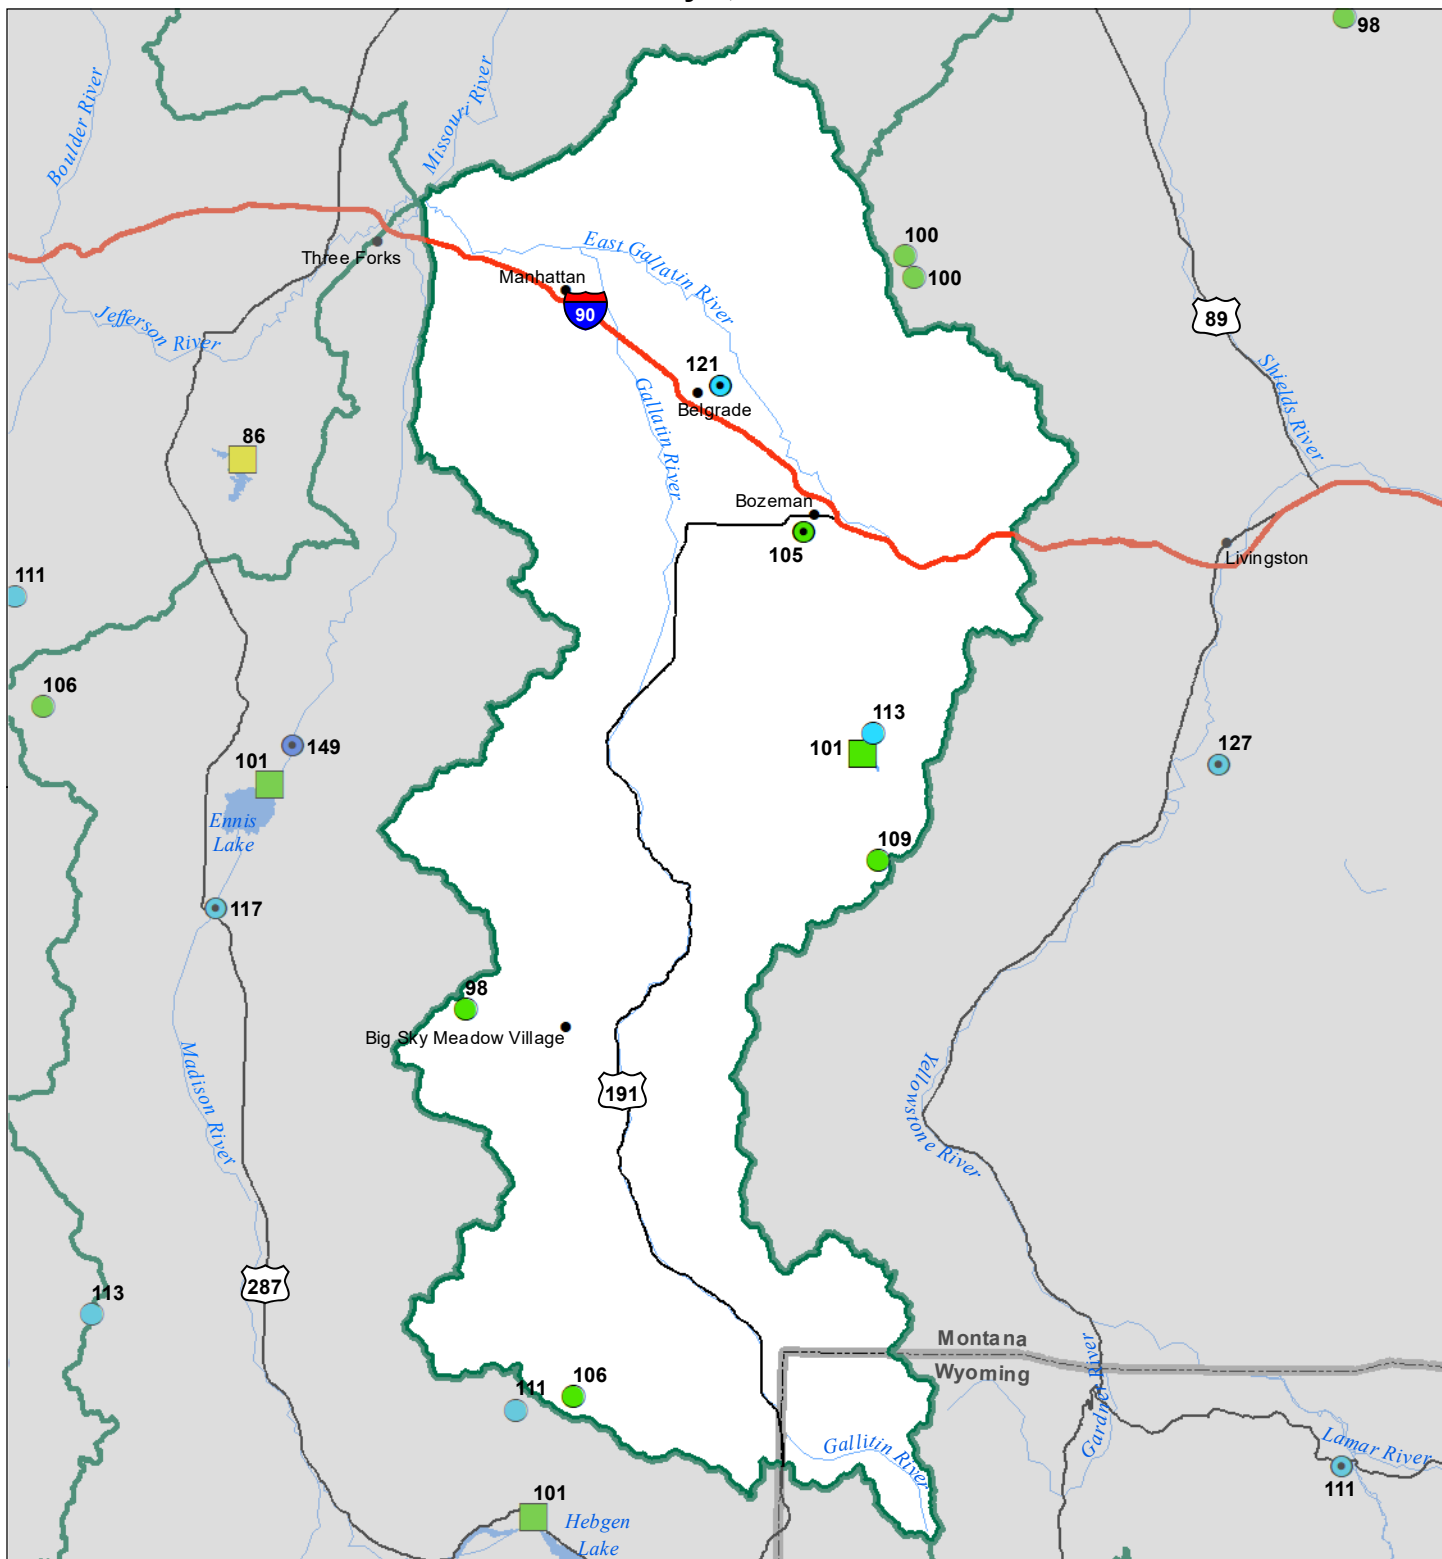 98
Boulder River
Missouri River
100
East Gallatin River
Three Forks
Manhattan
100
90
89
Jefferson River
121
Shields River
Gallatin River
Belgrade
86
Bozeman
105
Livingston
111
106
113
149
101
127
101
Ennis
Lake
109
117
98
Big Sky Meadow Village
Madison River
191
Yellowstone River
287
113
Montana
Wyoming
Gardner River
111
106
Gallitin River
Lamar River
111
101
Hebgen
Lake